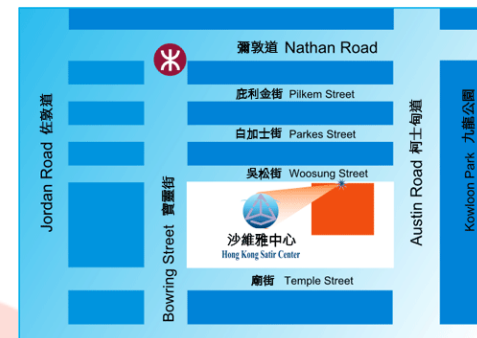 彌敦道 Nathan Road
庇利金街 Pilkem Street
白加士街 Parkes Street
吳松街 Woosung Street
沙維雅中心
Hong Kong Satir Center
廟街 Temple Street
Jordan Road 佐敦道
Bowring Street 寶靈街
Austin Road 柯士甸道
Kowloon Park 九龍公園